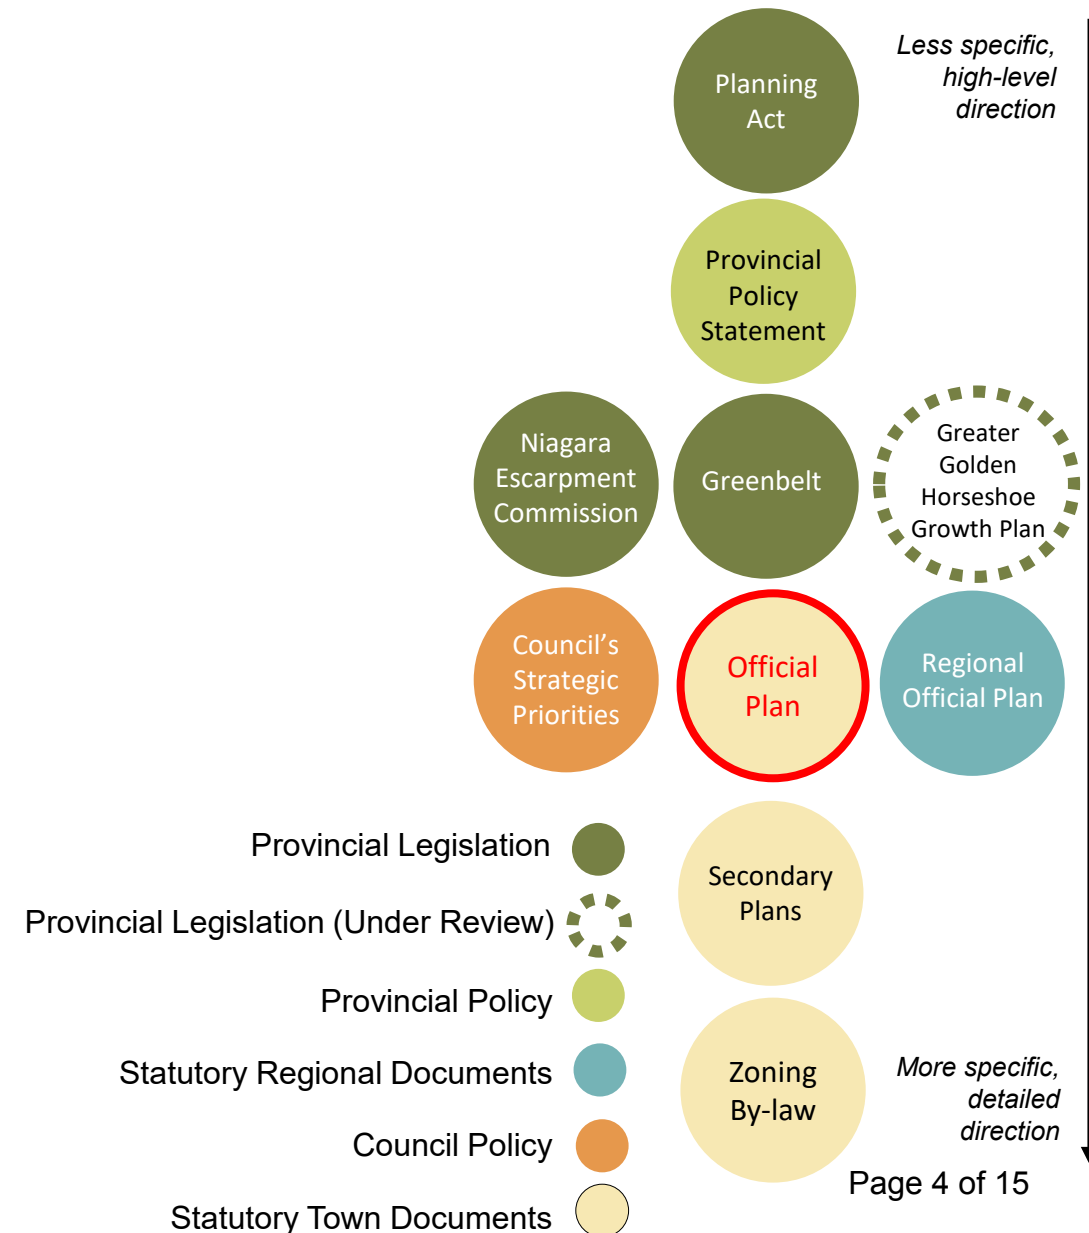 Planning
Act
Less specific,
high-level
direction
Provincial
Policy
Statement
Niagara
Escarpment
Commission
Greenbelt
Greater
Golden
Horseshoe
Growth Plan
Council’s
Strategic
Priorities
Official
Plan
Regional
Official Plan
Provincial Legislation
Provincial Legislation (Under Review)
Provincial Policy
Statutory Regional Documents
Council Policy
Statutory Town Documents
Secondary
Plans
Zoning
By-law
More specific,
detailed
direction
Page 4 of 15